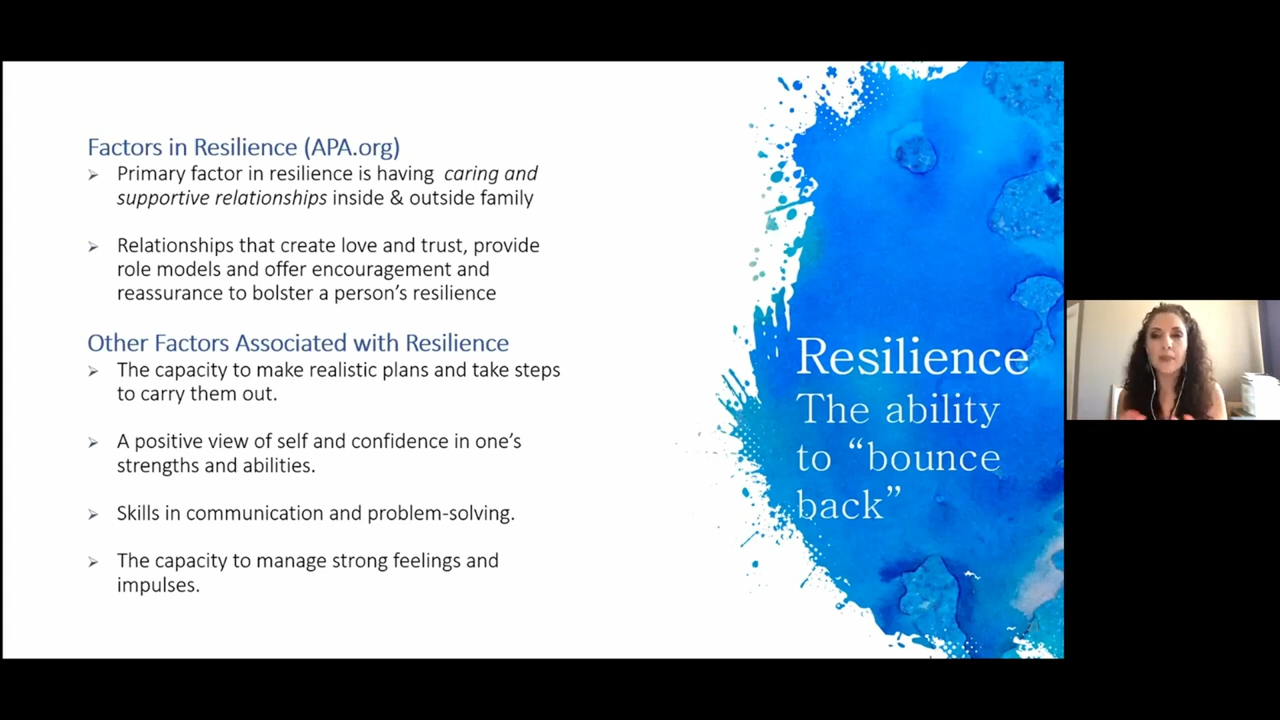 Factors in Resilience (APA.org)
➢ Primary factor in resilience is having caring and
supportive relationships inside & outside family
➢ Relationships that create love and trust, provide
role models and offer encouragement and
reassurance to bolster a person’s resilience
Other Factors Associated with Resilience
➢ The capacity to make realistic plans and take steps
to carry them out.
➢ A positive view of self and confidence in one’s
strengths and abilities.
➢ Skills in communication and problem-solving.
➢ The capacity to manage strong feelings and
impulses.
Resilience
The ability
to “bounce
back”